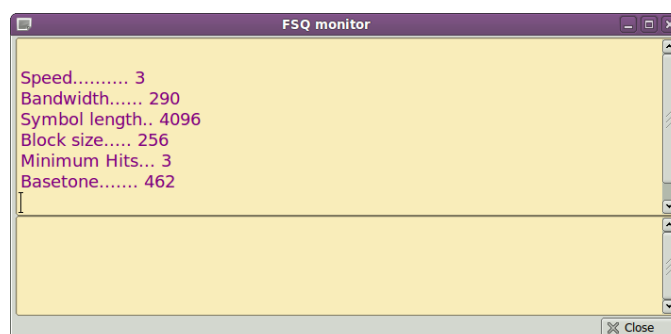 FSQ monitor
Speed.......... 3
Bandwidth...... 290
Symbol length.. 4096
Block size..... 256
Minimum Hits... 3
Basetone....... 462
Close